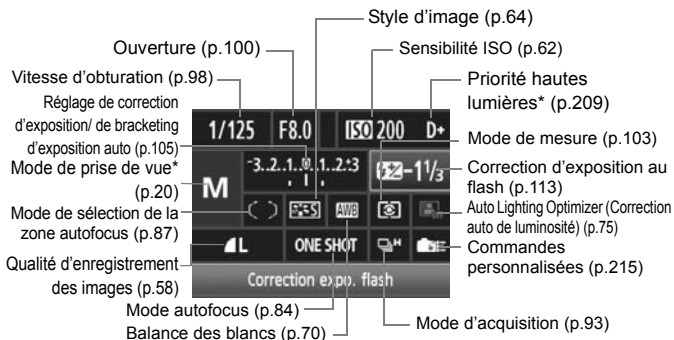 Style d'image (p.64)
Ouverture (p.100)
Sensibilité ISO (p.62)
Vitesse d'obturation (p.98)
Priorité hautes
lumières* (p.209)
Réglage de correction
d'exposition/ de bracketing
d'exposition auto (p.105)
1/125 F8.0 ISO 200 D+
Mode de mesure (p.103)
-3..2..1..0..1..2.+3
-1 1/3
Mode de prise de vue*
(p.20)
M
Correction d'exposition au
flash (p.113)
Mode de sélection de la
zone autofocus (p.87)
S AWB
Auto Lighting Optimizer (Correction
auto de luminosité) (p.75)
L ONE SHOT H
Commandes
personnalisées (p.215)
Qualité d'enregistrement
des images (p.58)
Correction expo. flash
Mode autofocus (p.84)
Mode d'acquisition (p.93)
Balance des blancs (p.70)